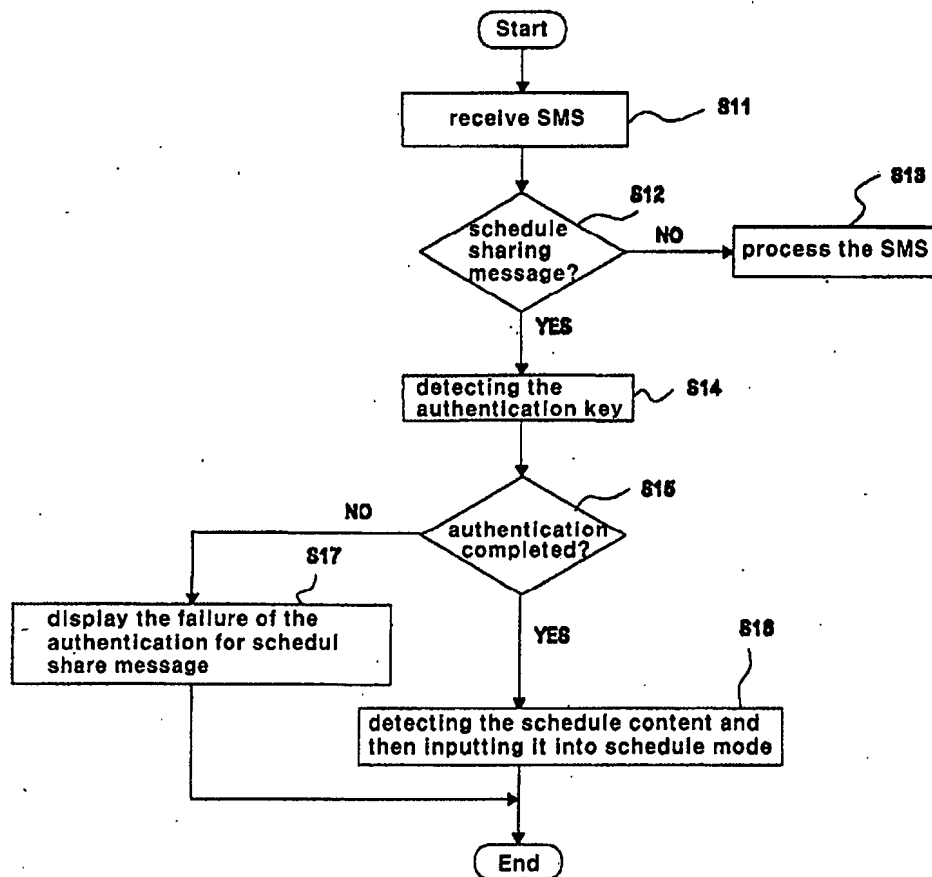 Start
receive SMS
S11
schedule
sharing
message?
S12
NO
process the SMS
S13
YES
detecting the
authentication key
S14
authentication
completed?
S15
NO
display the failure of the
authentication for schedul
share message
S17
YES
detecting the schedule content and
then inputting it into schedule mode
S16
End